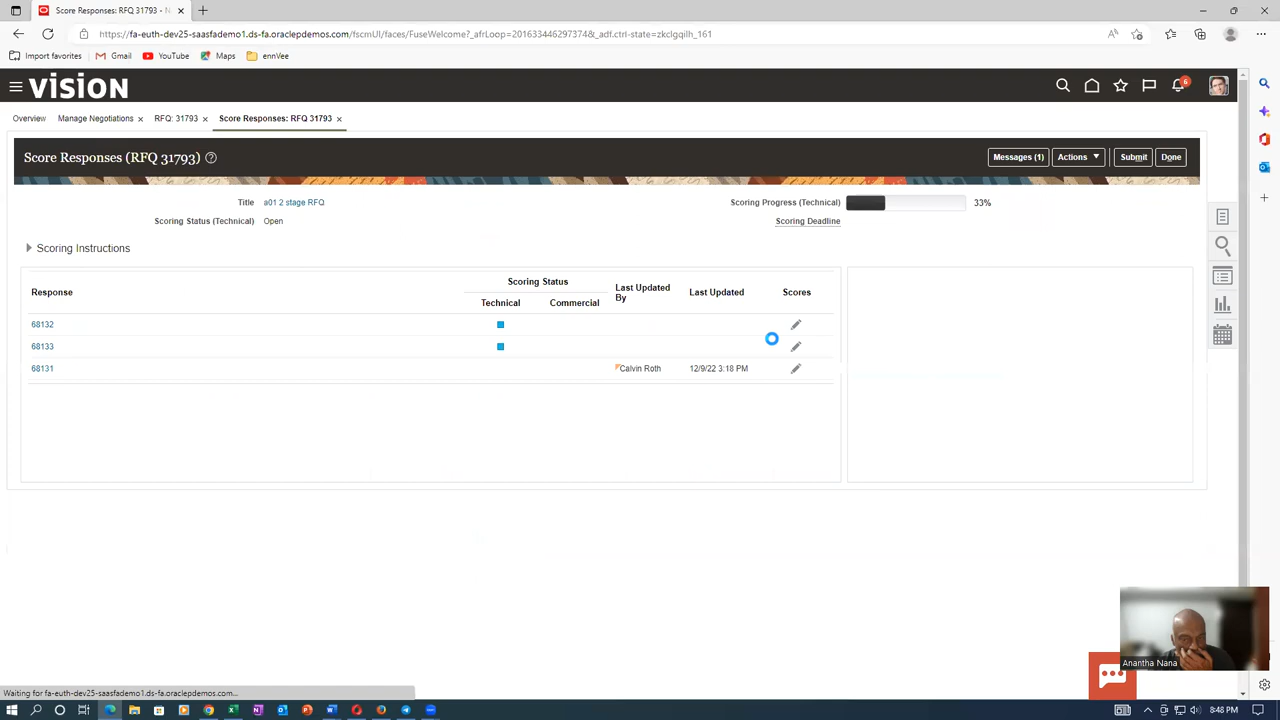 Score Responses: RFQ 31793 - N
https://fa-euth-dev25-saasfademo1.ds-fa.oraclepdemos.com/fscmUI/faces/FuseWelcome?_afrLoop=2016334462973274&_adf.ctrl-state=zkclgqilh_161
Import favorites Gmail YouTube Maps ennVee
VISION 6
Overview Manage Negotiations RFQ: 31793 Score Responses: RFQ 31793
Score Responses (RFQ 31793) Messages (1) Actions Submit Done
Title a01 2 stage RFQ Scoring Progress (Technical) 33%
Scoring Status (Technical) Open Scoring Deadline
Scoring Instructions
Response Scoring Status Last Updated By Last Updated Scores
Technical Commercial
68132
68133
68131 Calvin Roth 12/9/22 3:18 PM
Anantha Nana
Waiting for fa-euth-dev25-saasfademo1.ds-fa.oraclepdemos.com...
8:48 PM